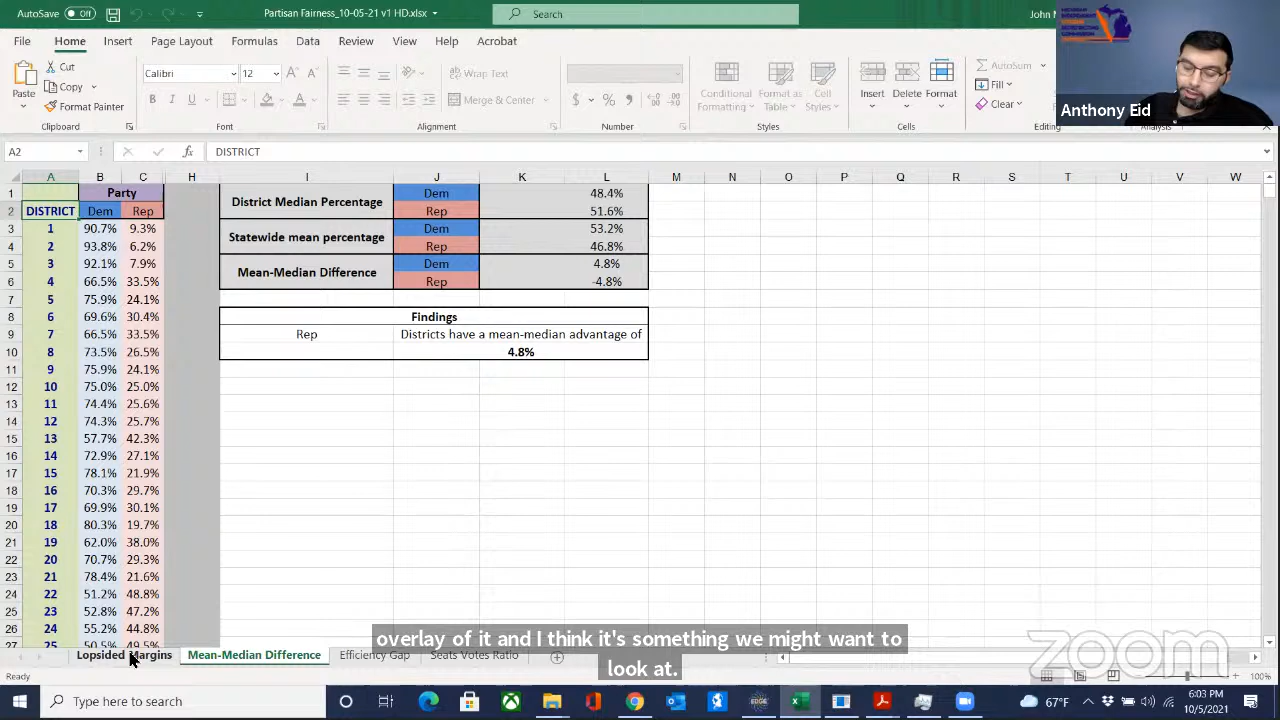 AutoSave Off Partisan Fairness_10-05-21 v1 HD.xlsx Search John M
File Home Insert Page Layout Formulas Data Review View Help Acrobat
Paste Cut Copy Format Painter Calibri 12 Wrap Text Merge & Center Conditional Formatting Format as Table Cell Styles Insert Delete Format AutoSum Fill Clear
Clipboard Font Alignment Number Styles Cells Editing Analysis
Anthony Eid
A2 fx DISTRICT
A B C H I J K L M N O P Q R S T U V W
1 Party District Median Percentage Dem 48.4%
2 DISTRICT Dem Rep Rep 51.6%
3 1 90.7% 9.3% Statewide mean percentage Dem 53.2%
4 2 93.8% 6.2% Rep 46.8%
5 3 92.1% 7.9% Mean-Median Difference Dem 4.8%
6 4 66.5% 33.5% Rep -4.8%
7 5 75.9% 24.1%
8 6 69.6% 30.4% Findings
9 7 66.5% 33.5% Rep Districts have a mean-median advantage of
10 8 73.5% 26.5% 4.8%
11 9 75.9% 24.1%
12 10 75.0% 25.0%
13 11 74.4% 25.6%
14 12 74.3% 25.7%
15 13 57.7% 42.3%
16 14 72.9% 27.1%
17 15 78.1% 21.9%
18 16 70.3% 29.7%
19 17 69.9% 30.1%
20 18 80.3% 19.7%
21 19 62.0% 38.0%
22 20 70.7% 29.3%
23 21 78.4% 21.6%
24 22 51.2% 48.8%
25 23 52.8% 47.2%
26 24 55.2% 44.8%
25 50.5%
overlay of it and I think it's something we might want to
look at.
Lopsided Margins Mean-Median Difference Efficiency Gap Seats Votes Ratio
zoom
Ready 100%
Type here to search 67°F 6:03 PM
10/5/2021